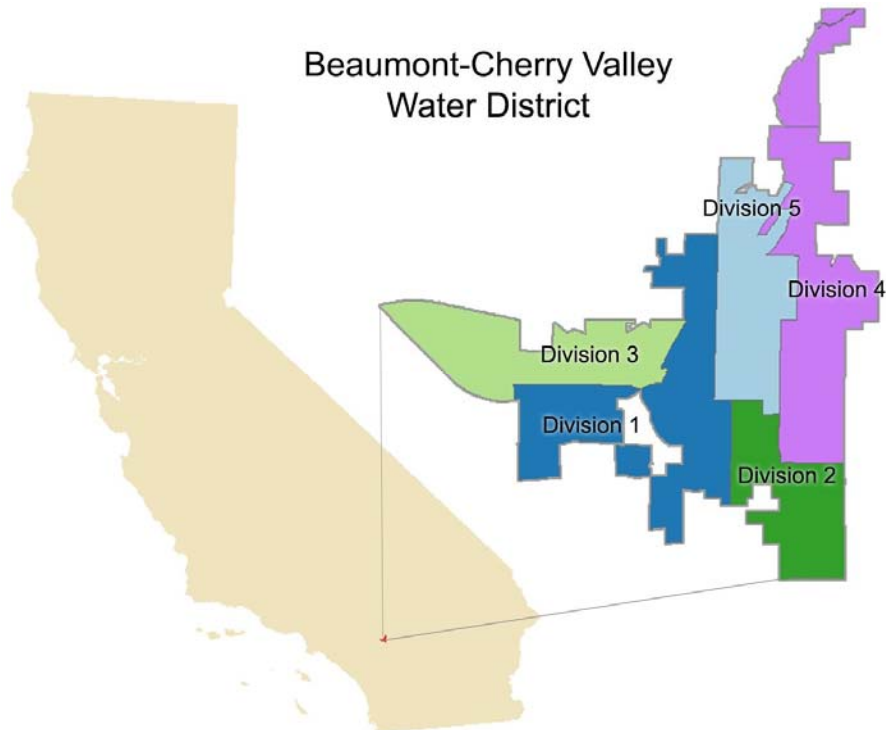 Beaumont-Cherry Valley
Water District
Division 5
Division 4
Division 3
Division 1
Division 2